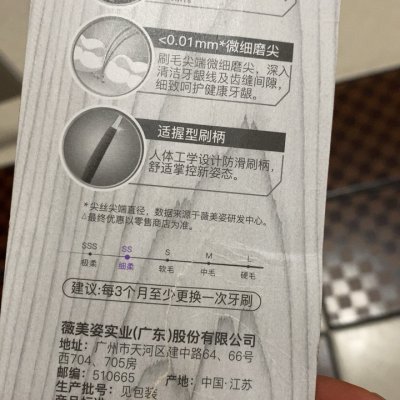 <0.01mm*微细磨尖
刷毛尖端微细磨尖，深入
清洁牙龈线及齿缝间隙，
细致呵护健康牙龈。
适握型刷柄
人体工学设计防滑刷柄，
舒适掌控新姿态。
*尖丝尖端直径，数据来源于薇美姿研发中心。
△最终优惠以零售商店为准。
SSS SS S M L
极柔 细柔 软毛 中毛 硬毛
建议:每3个月至少更换一次牙刷
薇美姿实业(广东)股份有限公司
地址：广州市天河区建中路64、66号
西704、705房
邮编：510665 产地：中国·江苏
生产批号：见包装